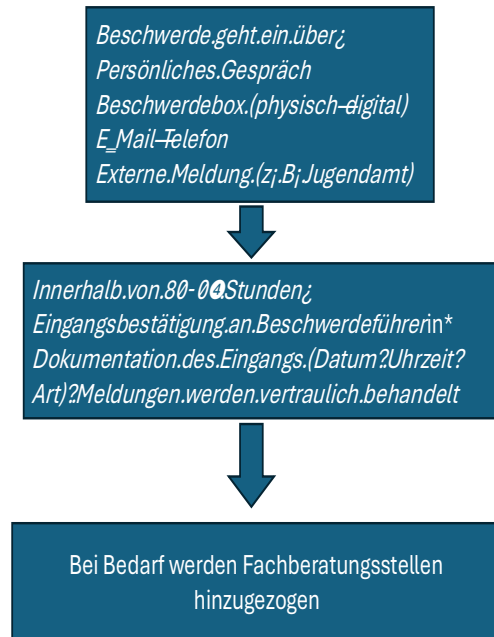 Beschwerde.geht.ein.über¿
Persönliches.Gespräch
Beschwerdebox.(physisch–digital)
E_Mail–Telefon
Externe.Meldung.(z¡.B¡Jugendamt)
Innerhalb.von.80-0❹Stunden¿
Eingangsbestätigung.an.Beschwerdeführerin*
Dokumentation.des.Eingangs.(Datum?Uhrzeit?
Art)?Meldungen.werden.vertraulich.behandelt
Bei Bedarf werden Fachberatungsstellen
hinzugezogen